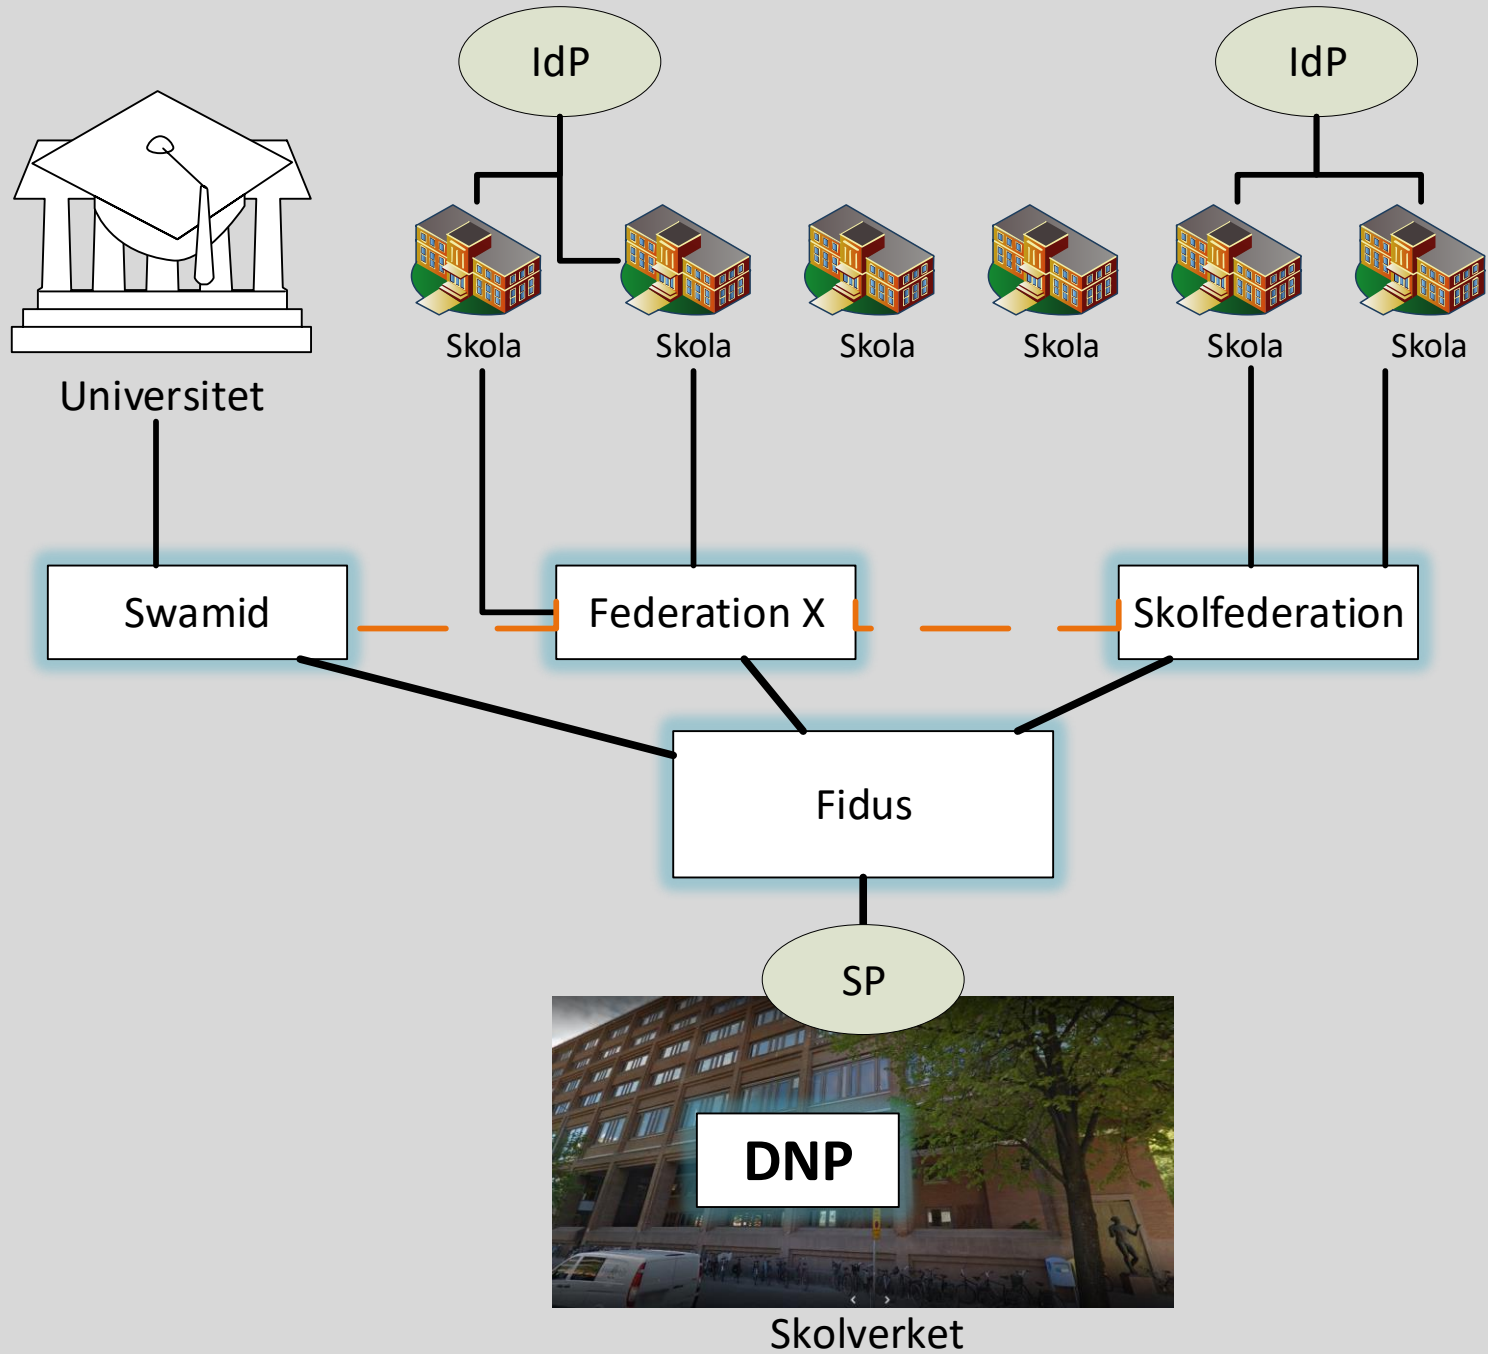 IdP
IdP
Skola
Skola
Skola
Skola
Skola
Skola
Universitet
Swamid
Federation X
Skolfederation
Fidus
SP
DNP
Skolverket